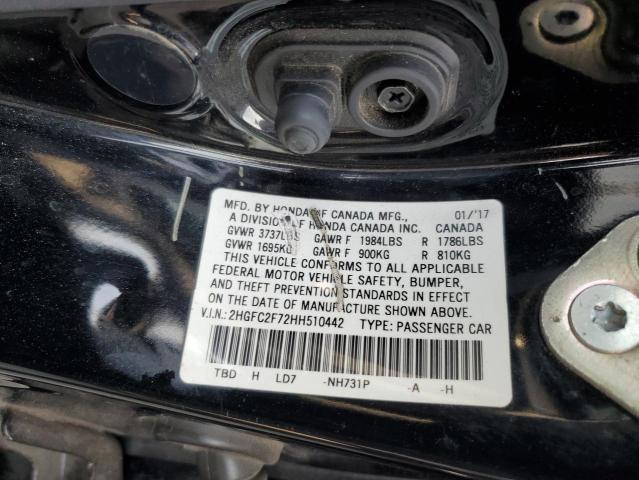 MFD. BY HONDA OF CANADA MFG., 01/'17
A DIVISION OF HONDA CANADA INC. CANADA
GVWR 3737LBS GAWR F 1984LBS R 1786LBS
GVWR 1695KG GAWR F 900KG R 810KG
THIS VEHICLE CONFORMS TO ALL APPLICABLE
FEDERAL MOTOR VEHICLE SAFETY, BUMPER,
AND THEFT PREVENTION STANDARDS IN EFFECT
ON THE DATE OF MANUFACTURE SHOWN ABOVE.
V.I.N.: 2HGFC2F72HH510442 TYPE: PASSENGER CAR
TBD H LD7 -NH731P -A -H